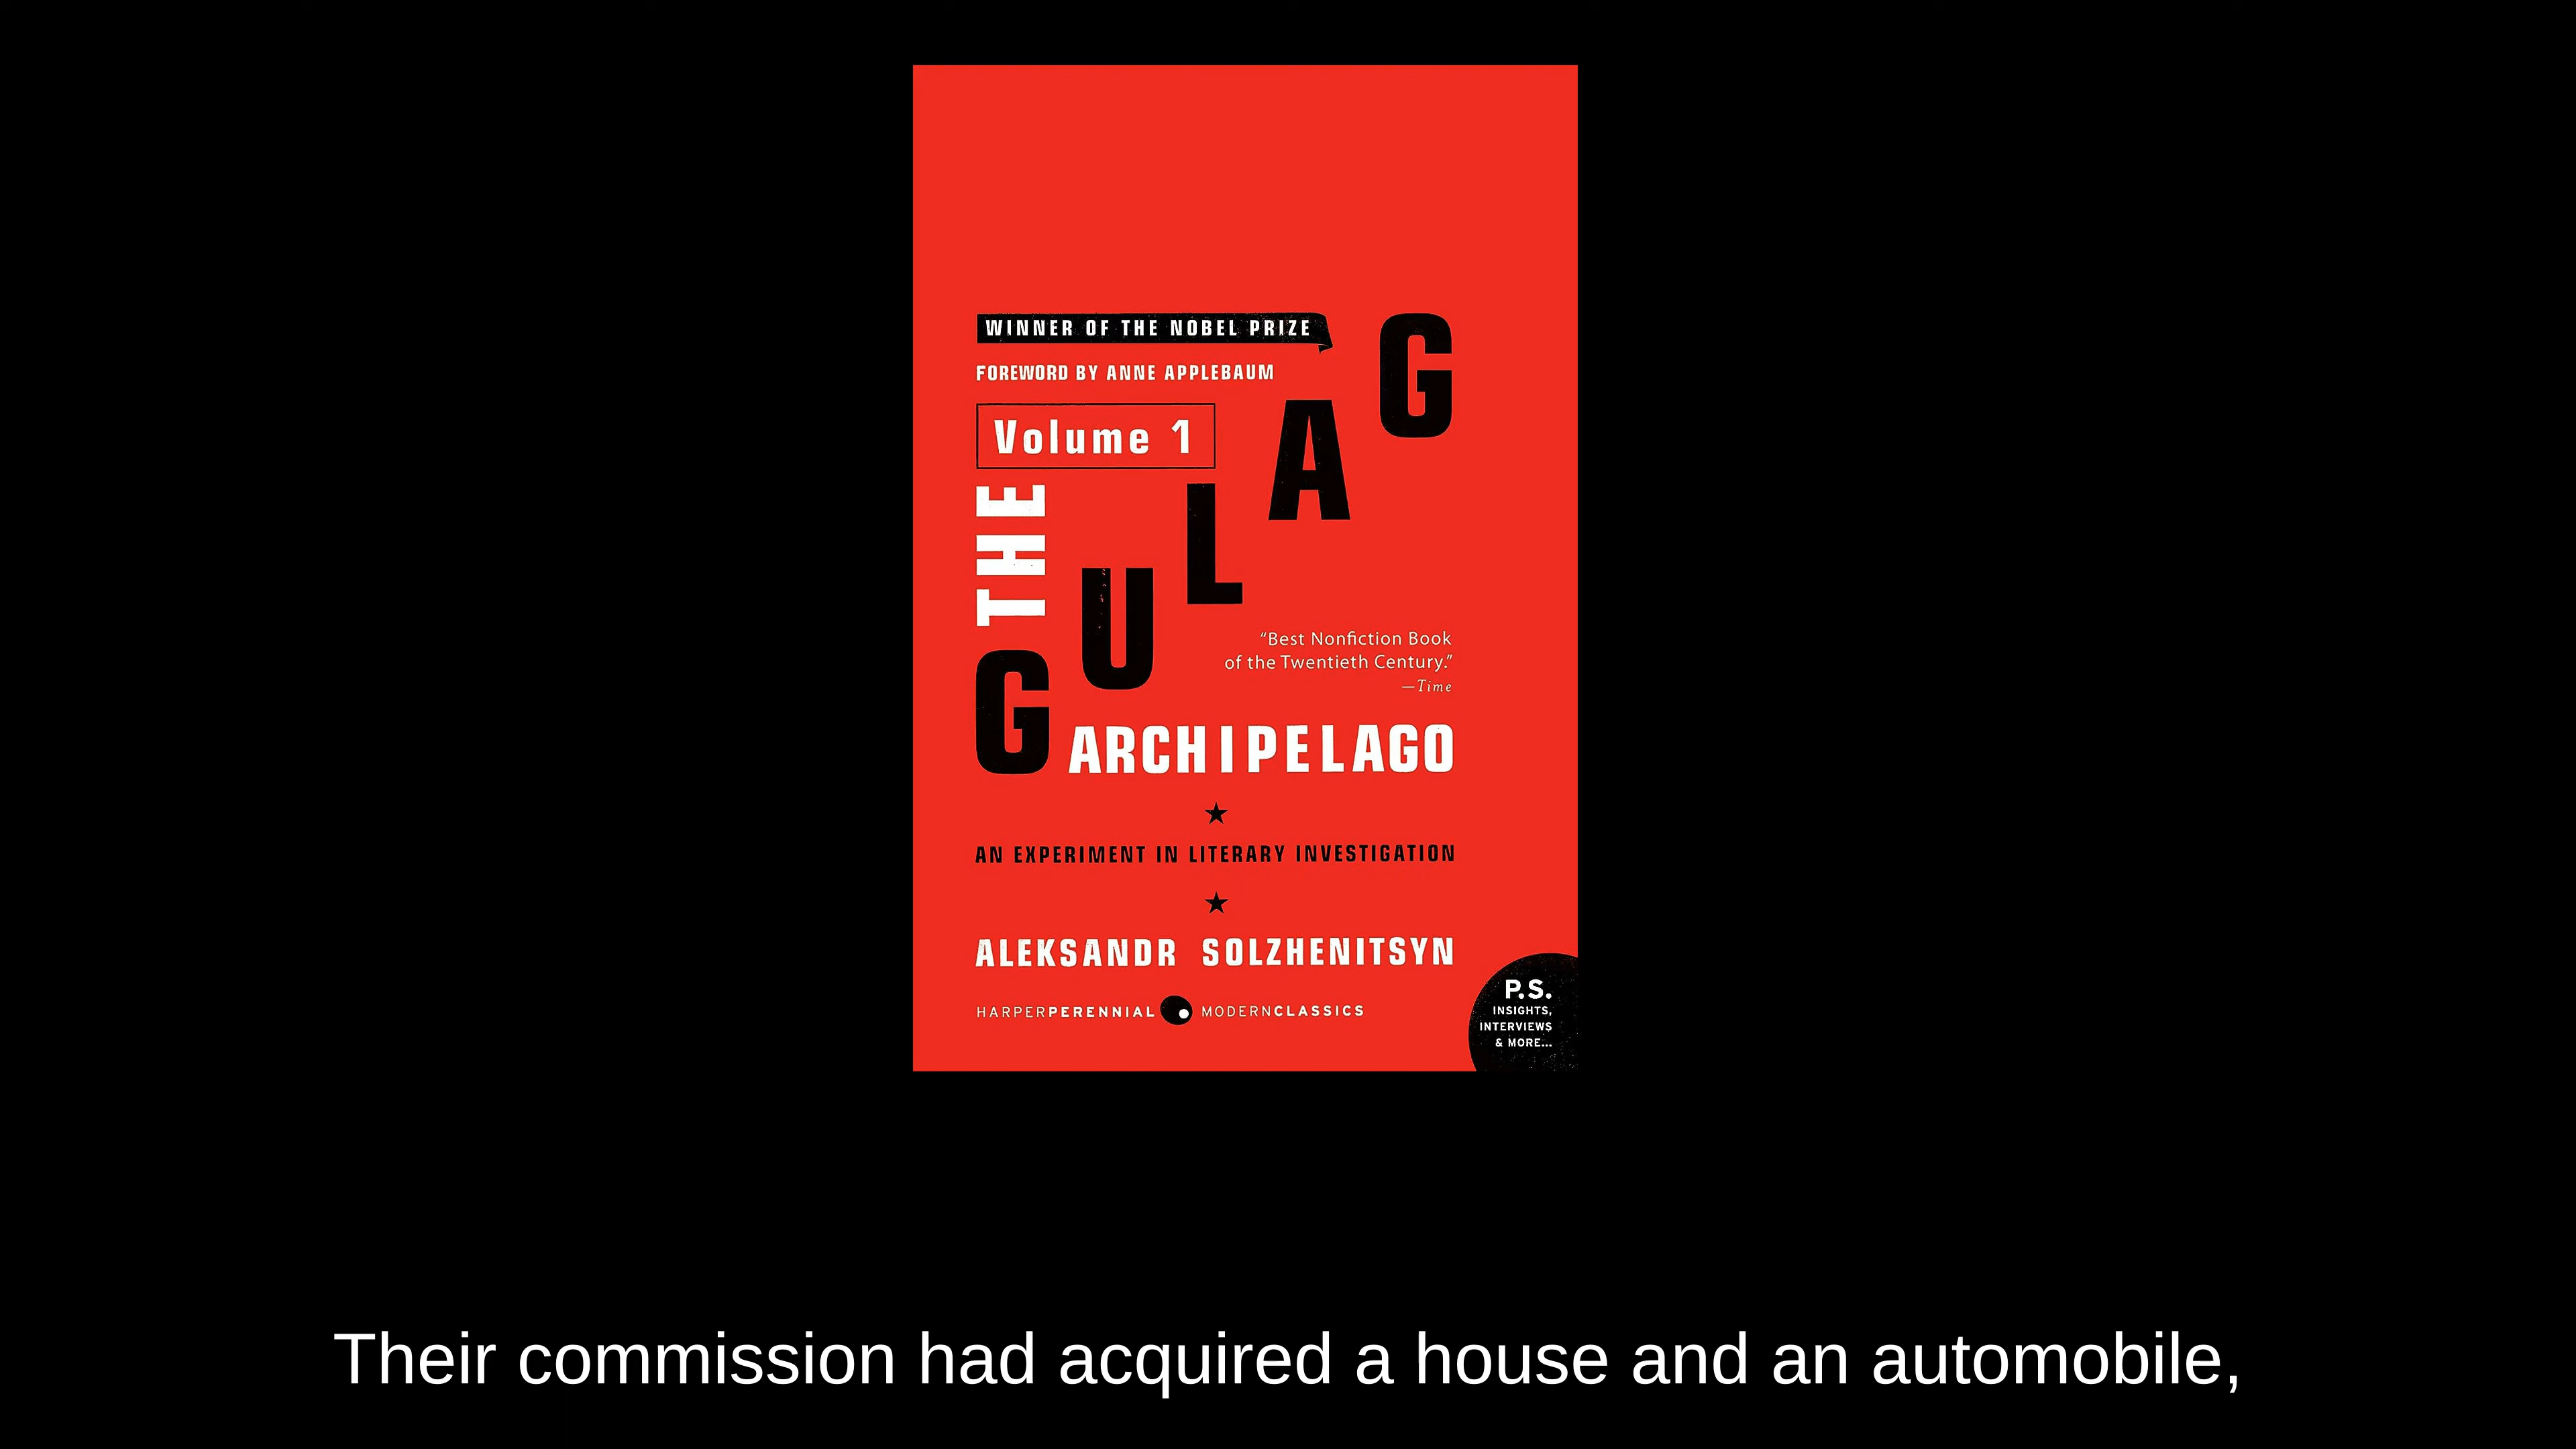 WINNER OF THE NOBEL PRIZE
FOREWORD BY ANNE APPLEBAUM
Volume 1
THE
GULAG
ARCHIPELAGO
“Best Nonfiction Book
of the Twentieth Century.”
—Time
AN EXPERIMENT IN LITERARY INVESTIGATION
ALEKSANDR SOLZHENITSYN
HARPERPERENNIAL MODERNCLASSICS
P.S.
INSIGHTS,
INTERVIEWS
& MORE...
Their commission had acquired a house and an automobile,